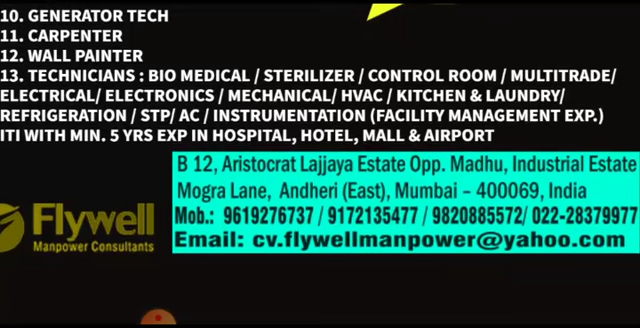 10. GENERATOR TECH
11. CARPENTER
12. WALL PAINTER
13. TECHNICIANS : BIO MEDICAL / STERILIZER / CONTROL ROOM / MULTITRADE/
ELECTRICAL/ ELECTRONICS / MECHANICAL/ HVAC / KITCHEN & LAUNDRY/
REFRIGERATION / STP/ AC / INSTRUMENTATION (FACILITY MANAGEMENT EXP.)
ITI WITH MIN. 5 YRS EXP IN HOSPITAL, HOTEL, MALL & AIRPORT
B 12, Aristocrat Lajjaya Estate Opp. Madhu, Industrial Estate
Mogra Lane, Andheri (East), Mumbai – 400069, India
Mob.: 9619276737 / 9172135477 / 9820885572/ 022-28379977
Email: cv.flywellmanpower@yahoo.com
Flywell
Manpower Consultants